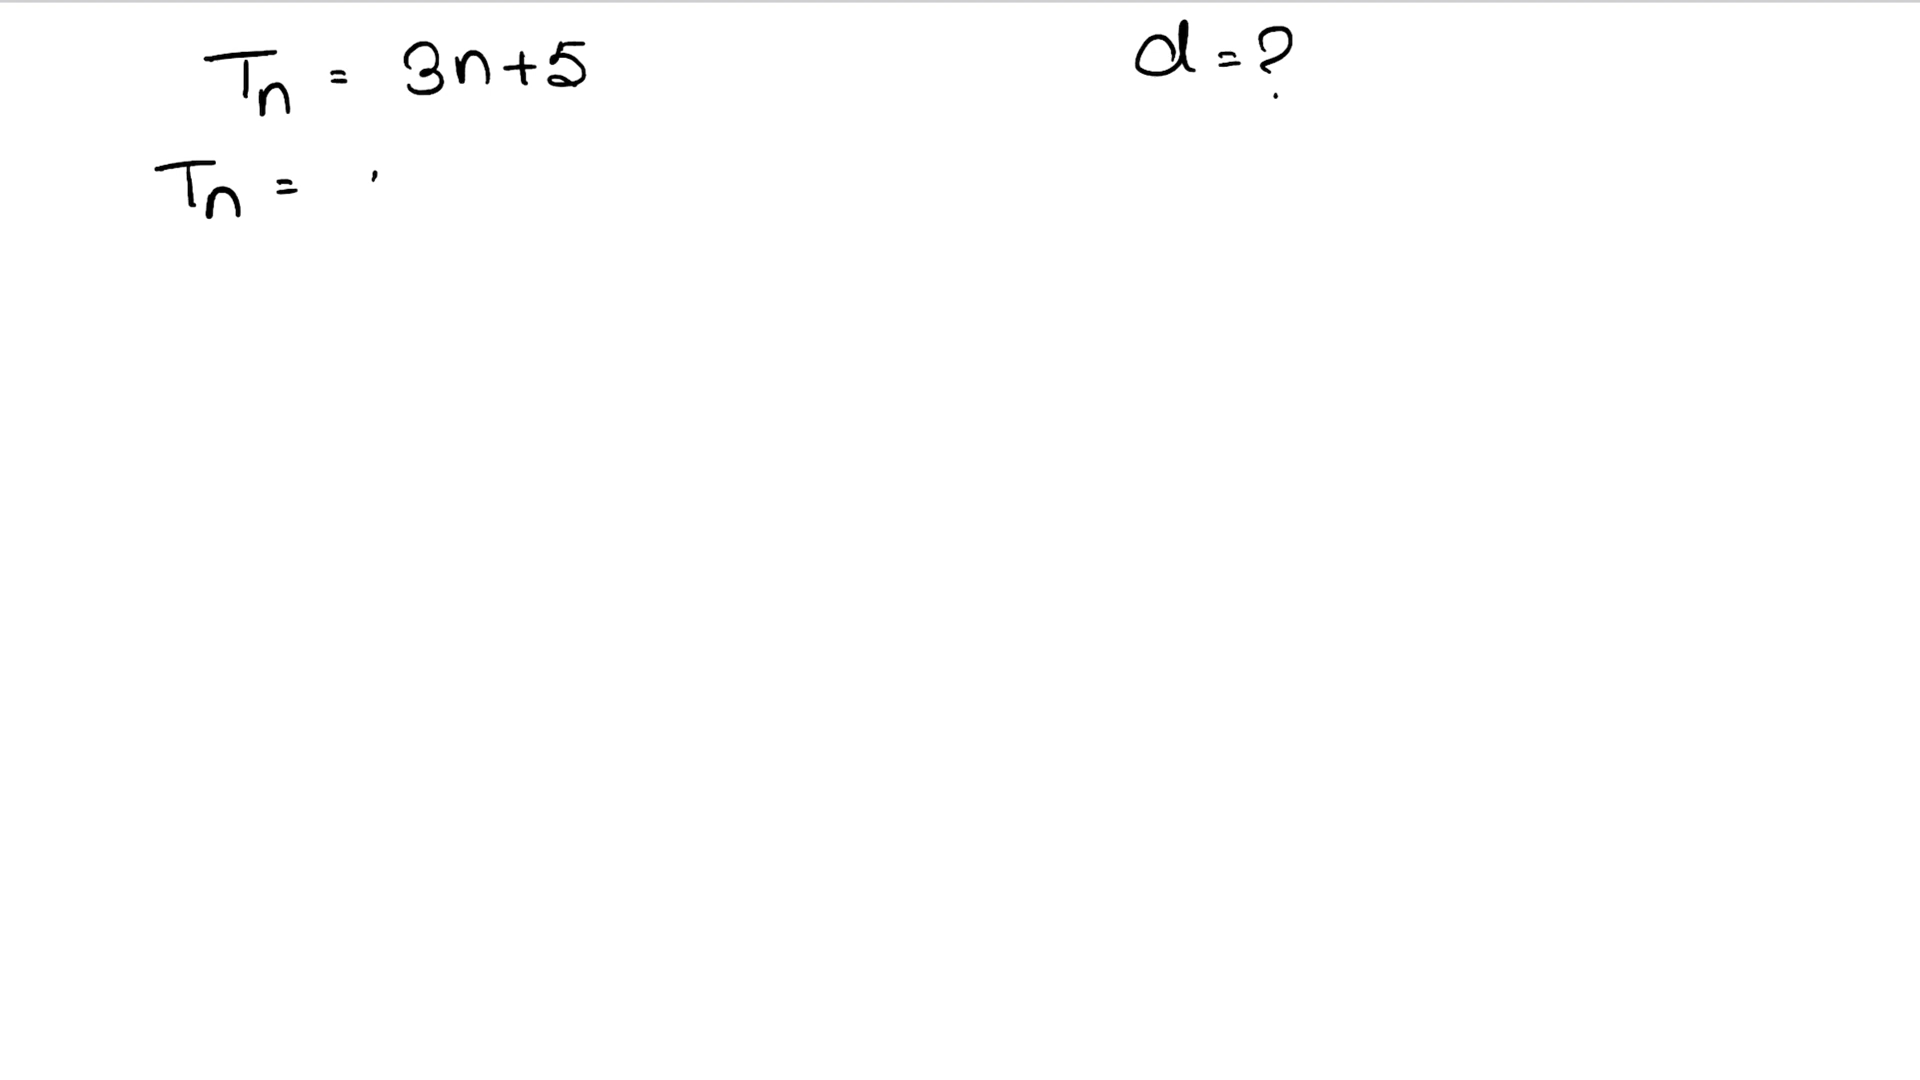 Tn = 3n+5
d = ?
Tn =